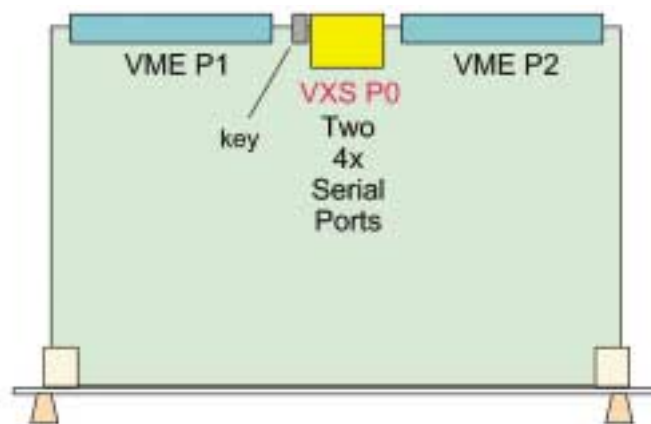 VME P1
VME P2
VXS P0
key
Two
4x
Serial
Ports